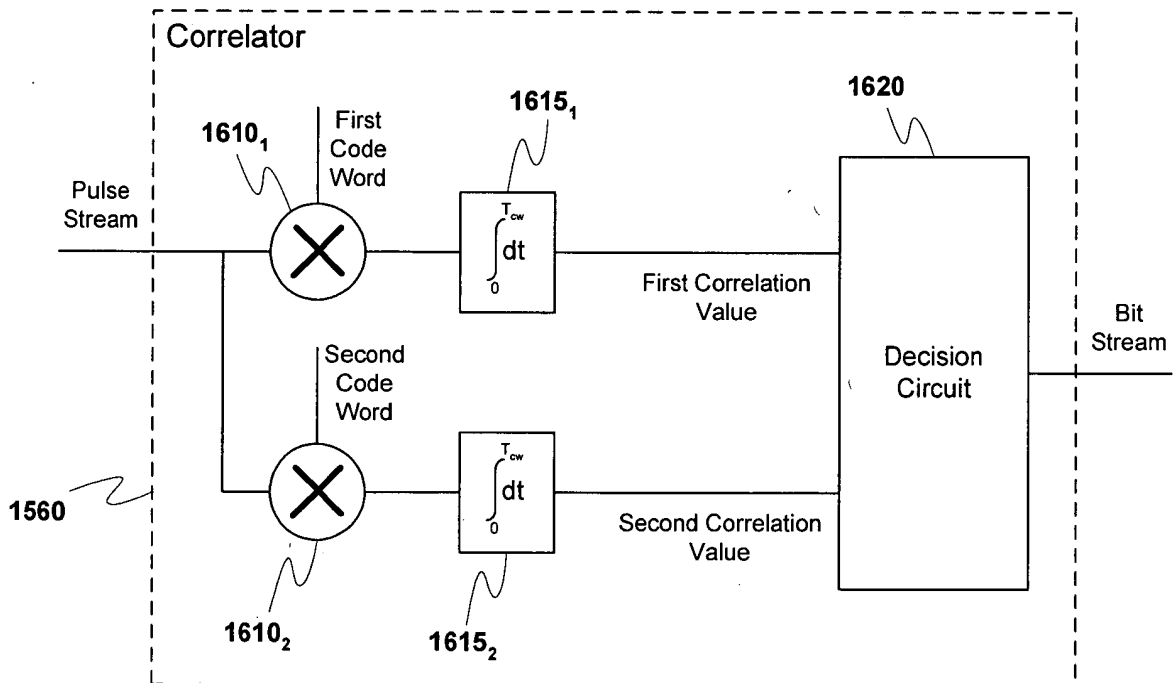 Correlator
1615₁
1620
1610₁
First
Code
Word
Pulse
Stream
T_cw
∫ dt
0
First Correlation
Value
Bit
Stream
Decision
Circuit
Second
Code
Word
T_cw
∫ dt
0
1560
Second Correlation
Value
1610₂
1615₂